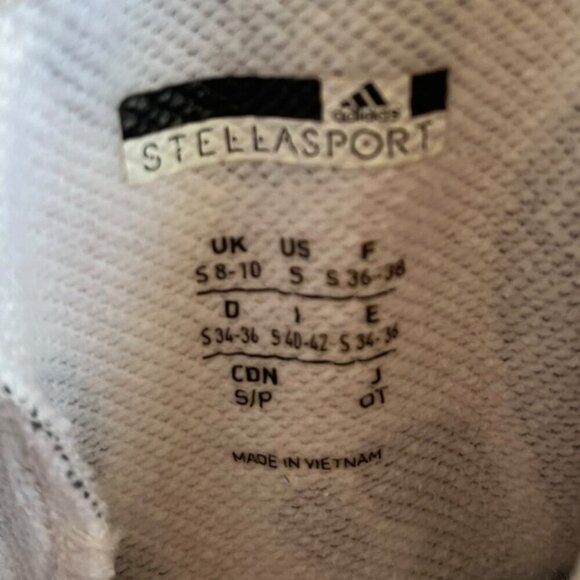 adidas
STELLASPORT
UK US F
S 8-10 S S 36-38
D I E
S 34-36 S 40-42 S 34-36
CDN J
S/P OT
MADE IN VIETNAM